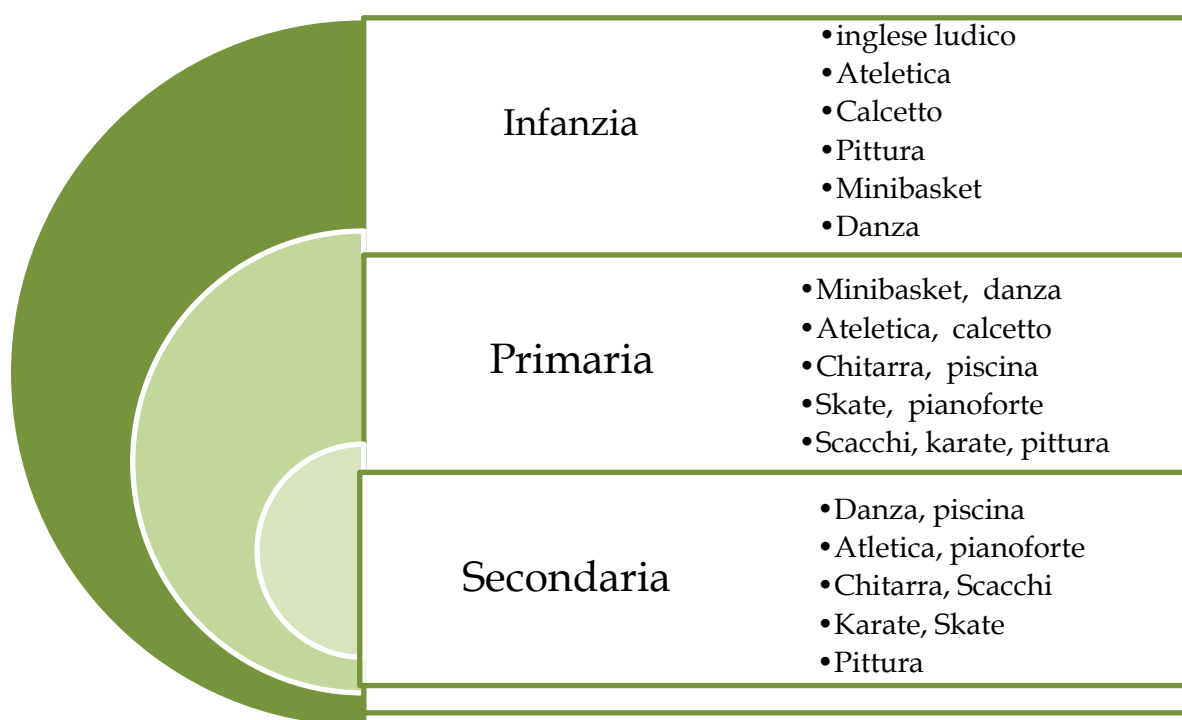 Infanzia
•inglese ludico
•Ateletica
•Calcetto
•Pittura
•Minibasket
•Danza
Primaria
•Minibasket, danza
•Ateletica, calcetto
•Chitarra, piscina
•Skate, pianoforte
•Scacchi, karate, pittura
Secondaria
•Danza, piscina
•Atletica, pianoforte
•Chitarra, Scacchi
•Karate, Skate
•Pittura